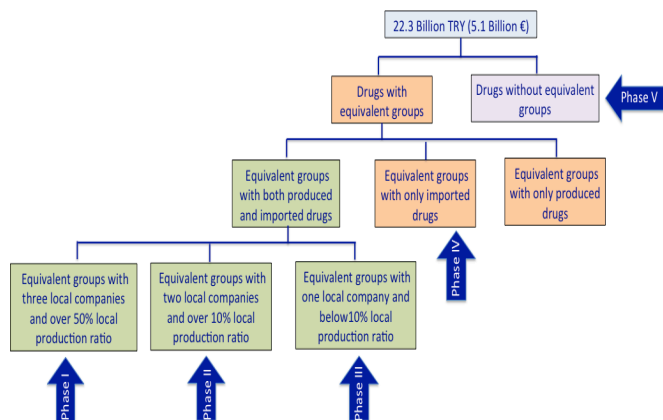 22.3 Billion TRY (5.1 Billion €)
Drugs with
equivalent groups
Drugs without equivalent
groups
Phase V
Equivalent groups
with both produced
and imported drugs
Equivalent groups
with only imported
drugs
Equivalent groups
with only produced
drugs
Phase IV
Equivalent groups with
three local companies
and over 50% local
production ratio
Equivalent groups with
two local companies
and over 10% local
production ratio
Equivalent groups with
one local company and
below10% local
production ratio
Phase I
Phase II
Phase III